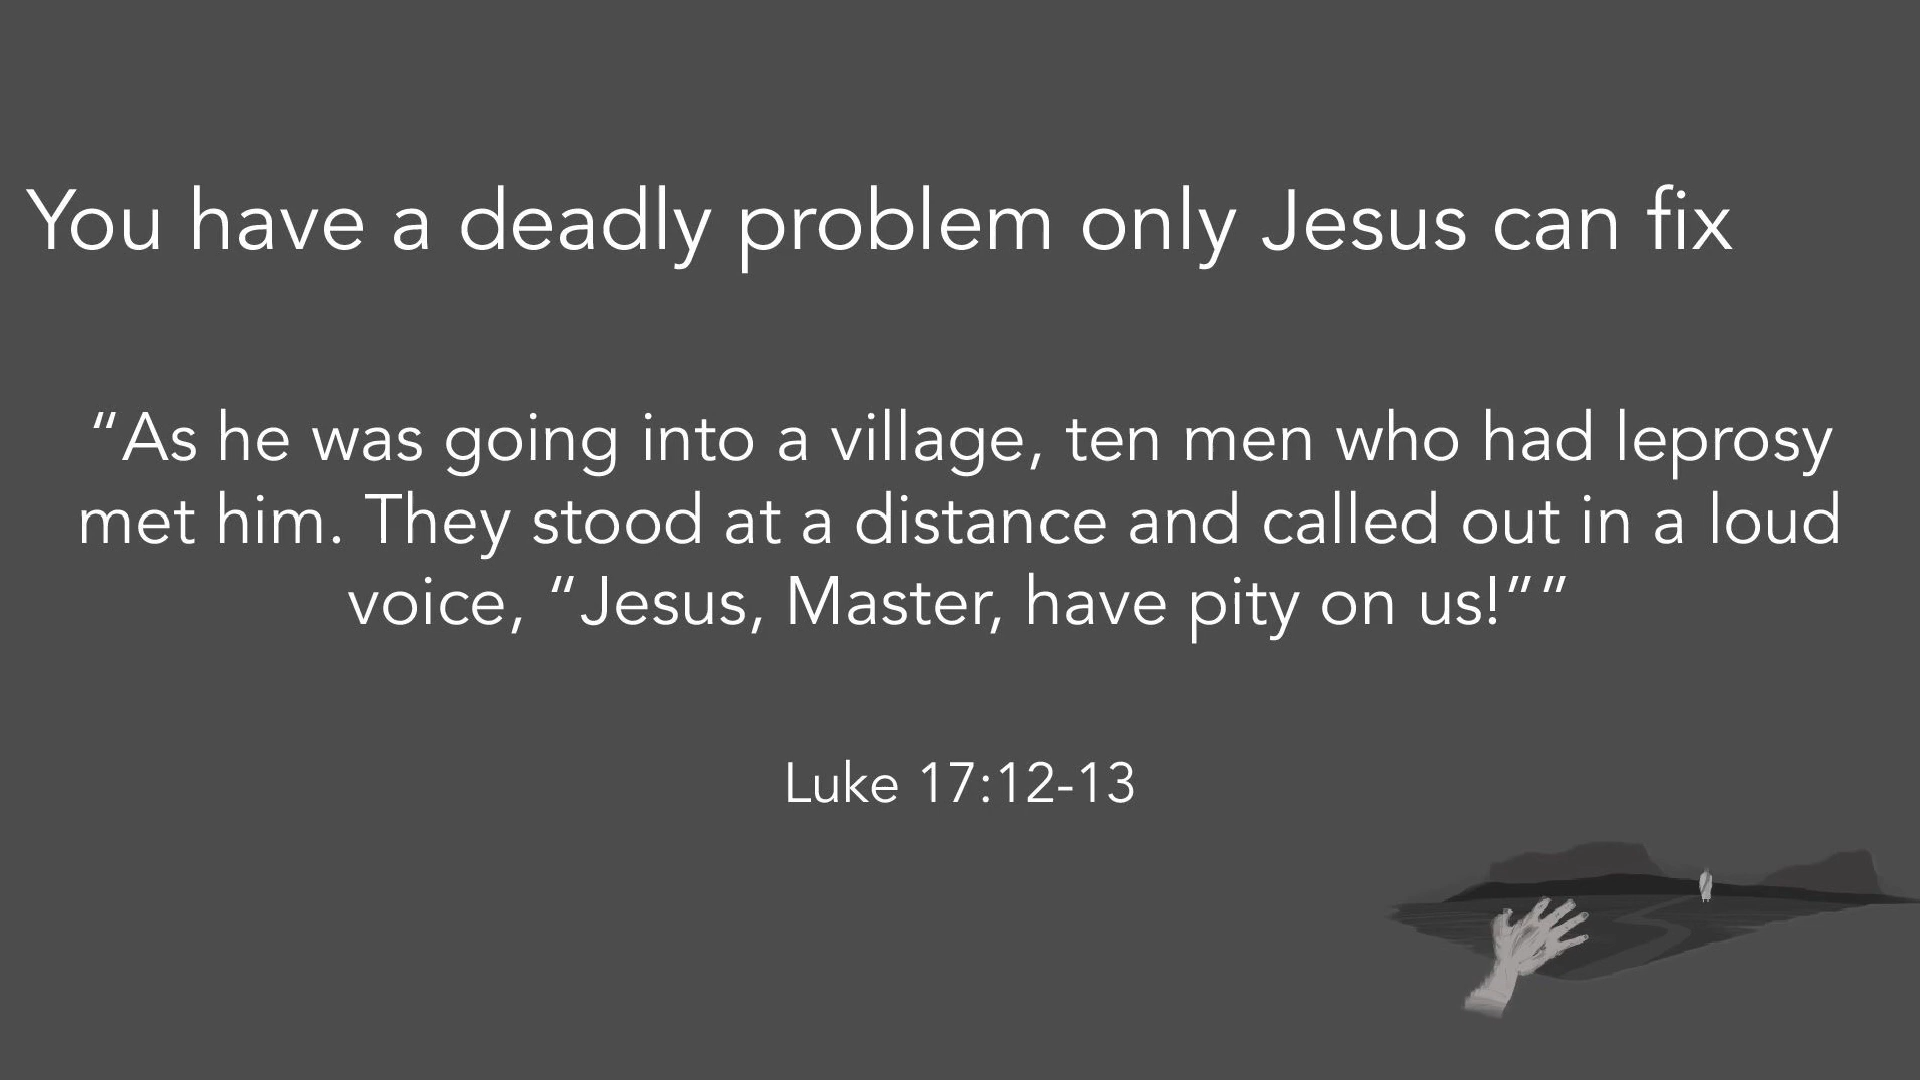 You have a deadly problem only Jesus can fix
“As he was going into a village, ten men who had leprosy
met him. They stood at a distance and called out in a loud
voice, “Jesus, Master, have pity on us!””
Luke 17:12-13